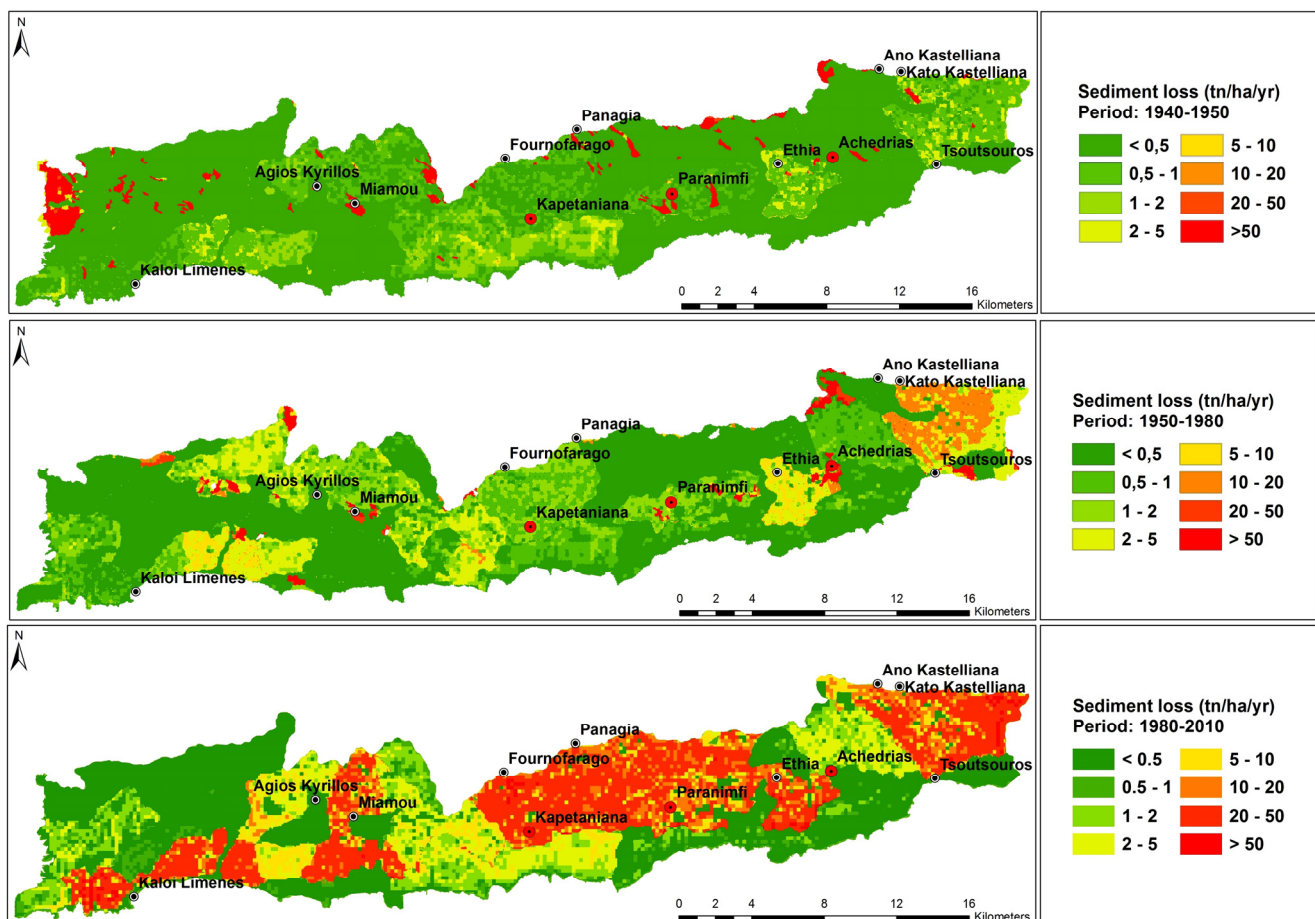 N
Ano Kastelliana
Kato Kastelliana
Panagia
Fournofarago
Ethia
Achedrias
Tsoutsouros
Agios Kyrillos
Miamou
Paranimfi
Kapetaniana
Kaloi Limenes
0 2 4 8 12 16
Kilometers
Sediment loss (tn/ha/yr)
Period: 1940-1950
< 0,5 5 - 10
0,5 - 1 10 - 20
1 - 2 20 - 50
2 - 5 >50
N
Ano Kastelliana
Kato Kastelliana
Panagia
Fournofarago
Ethia
Achedrias
Tsoutsouros
Agios Kyrillos
Miamou
Paranimfi
Kapetaniana
Kaloi Limenes
0 2 4 8 12 16
Kilometers
Sediment loss (tn/ha/yr)
Period: 1950-1980
< 0,5 5 - 10
0,5 - 1 10 - 20
1 - 2 20 - 50
2 - 5 > 50
N
Ano Kastelliana
Kato Kastelliana
Panagia
Fournofarago
Ethia
Achedrias
Tsoutsouros
Agios Kyrillos
Miamou
Paranimfi
Kapetaniana
Kaloi Limenes
0 2 4 8 12 16
Kilometers
Sediment loss (tn/ha/yr)
Period: 1980-2010
< 0.5 5 - 10
0.5 - 1 10 - 20
1 - 2 20 - 50
2 - 5 > 50